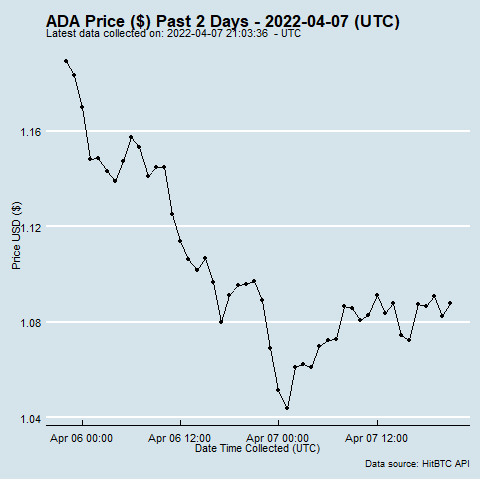 ADA Price ($) Past 2 Days - 2022-04-07 (UTC)
Latest data collected on: 2022-04-07 21:03:36 - UTC
1.16
1.12
1.08
1.04
Price USD ($)
Apr 06 00:00 Apr 06 12:00 Apr 07 00:00 Apr 07 12:00
Date Time Collected (UTC)
Data source: HitBTC API